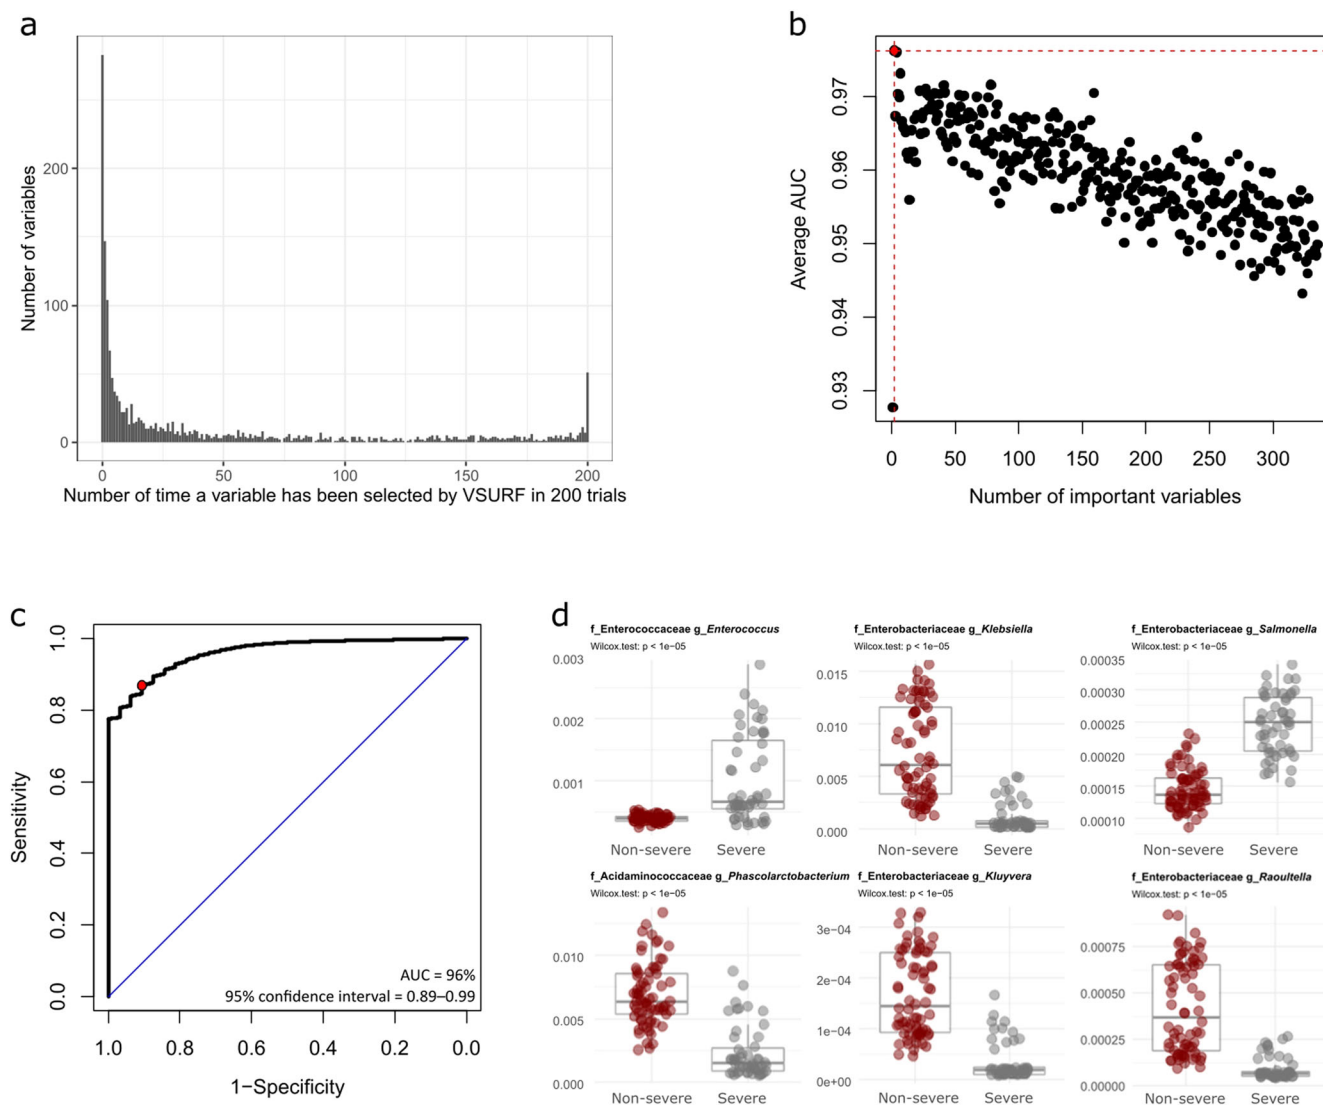 a
Number of variables
200
100
0
0 50 100 150 200
Number of time a variable has been selected by VSURF in 200 trials
b
Average AUC
0.97
0.96
0.95
0.94
0.93
0 50 100 150 200 250 300
Number of important variables
c
Sensitivity
1.0
0.8
0.6
0.4
0.2
0.0
AUC = 96%
95% confidence interval = 0.89–0.99
1.0 0.8 0.6 0.4 0.2 0.0
1−Specificity
d
f_Enterococcaceae g_Enterococcus
Wilcox.test: p < 1e−05
0.003
0.002
0.001
Non-severe Severe
f_Enterobacteriaceae g_Klebsiella
Wilcox.test: p < 1e−05
0.015
0.010
0.005
0.000
Non-severe Severe
f_Enterobacteriaceae g_Salmonella
Wilcox.test: p < 1e−05
0.00035
0.00030
0.00025
0.00015
0.00010
Non-severe Severe
f_Acidaminococcaceae g_Phascolarctobacterium
Wilcox.test: p < 1e−05
0.010
0.005
0.000
Non-severe Severe
f_Enterobacteriaceae g_Kluyvera
Wilcox.test: p < 1e−05
3e−04
2e−04
1e−04
0e+00
Non-severe Severe
f_Enterobacteriaceae g_Raoultella
Wilcox.test: p < 1e−05
0.00075
0.00050
0.00025
0.00000
Non-severe Severe